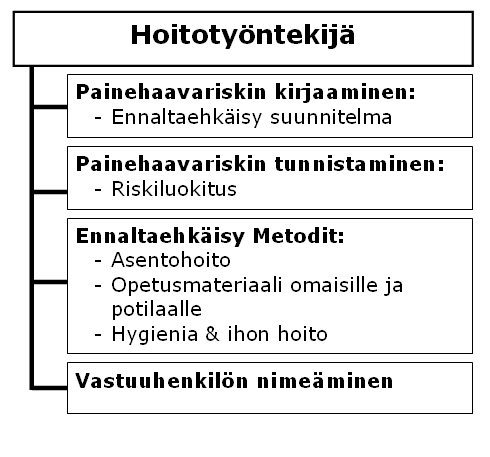 Hoitotyöntekijä
Painehaavariskin kirjaaminen:
- Ennaltaehkäisy suunnitelma
Painehaavariskin tunnistaminen:
- Riskiluokitus
Ennaltaehkäisy Metodit:
- Asentohoito
- Opetusmateriaali omaisille ja
potilaalle
- Hygienia & ihon hoito
Vastuuhenkilön nimeäminen